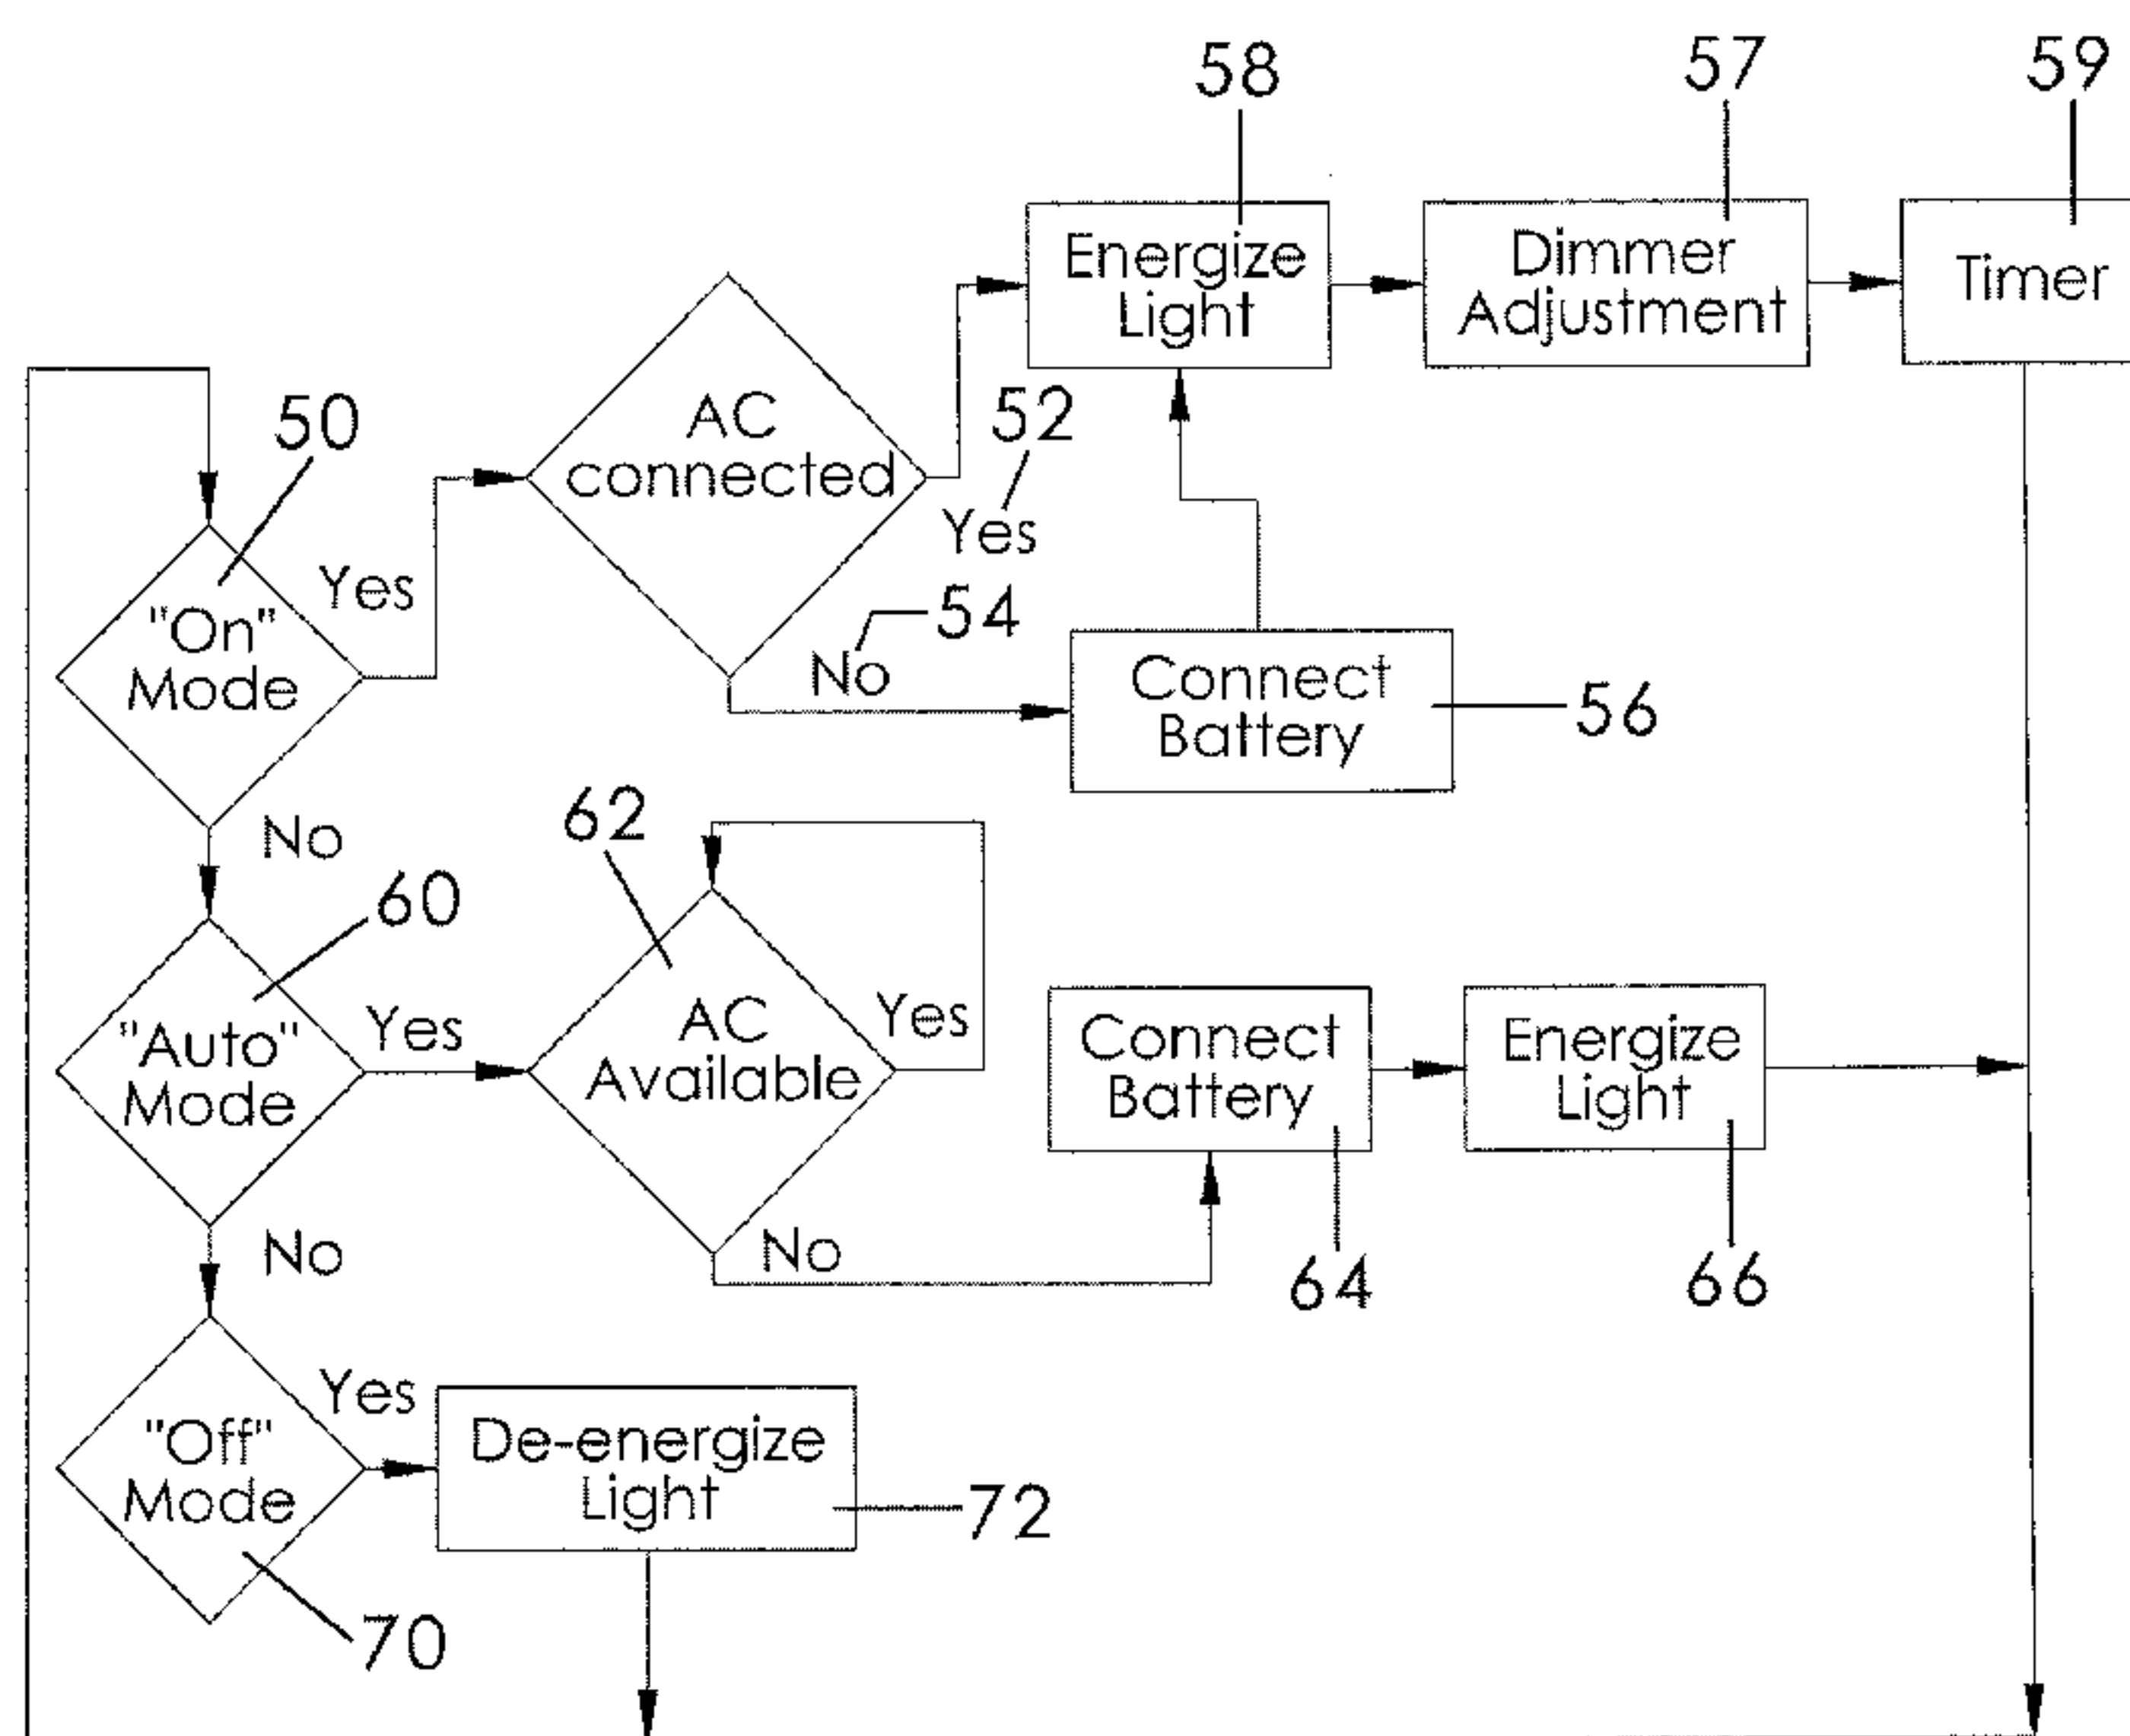 58
57
59
Energize
Light
Dimmer
Adjustment
Timer
50
AC
connected
52
Yes
Yes
"On"
Mode
54
No
Connect
Battery
56
No
62
60
"Auto"
Mode
Yes
AC
Available
Yes
Connect
Battery
Energize
Light
No
No
64
66
"Off"
Mode
Yes
De-energize
Light
72
70